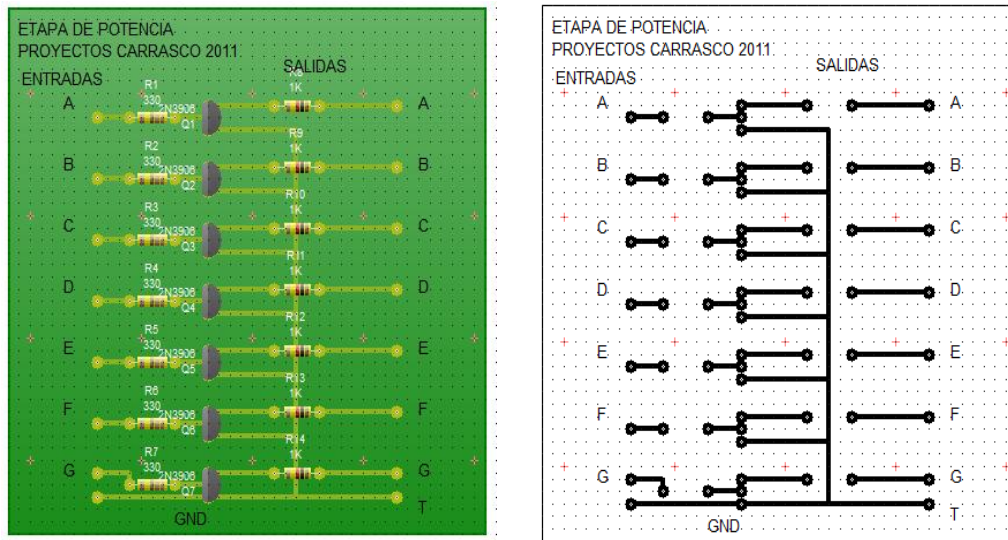 ETAPA DE POTENCIA
PROYECTOS CARRASCO 2011
ENTRADAS
SALIDAS
A
R1
330
2N3906
Q1
R8
1K
A
B
R2
330
2N3906
Q2
R9
1K
B
C
R3
330
2N3906
Q3
R10
1K
C
D
R4
330
2N3906
Q4
R11
1K
D
E
R5
330
2N3906
Q5
R12
1K
E
F
R6
330
2N3906
Q6
R13
1K
F
G
R7
330
2N3906
Q7
R14
1K
G
T
GND
ETAPA DE POTENCIA
PROYECTOS CARRASCO 2011
ENTRADAS
SALIDAS
A
A
B
B
C
C
D
D
E
E
F
F
G
G
T
GND